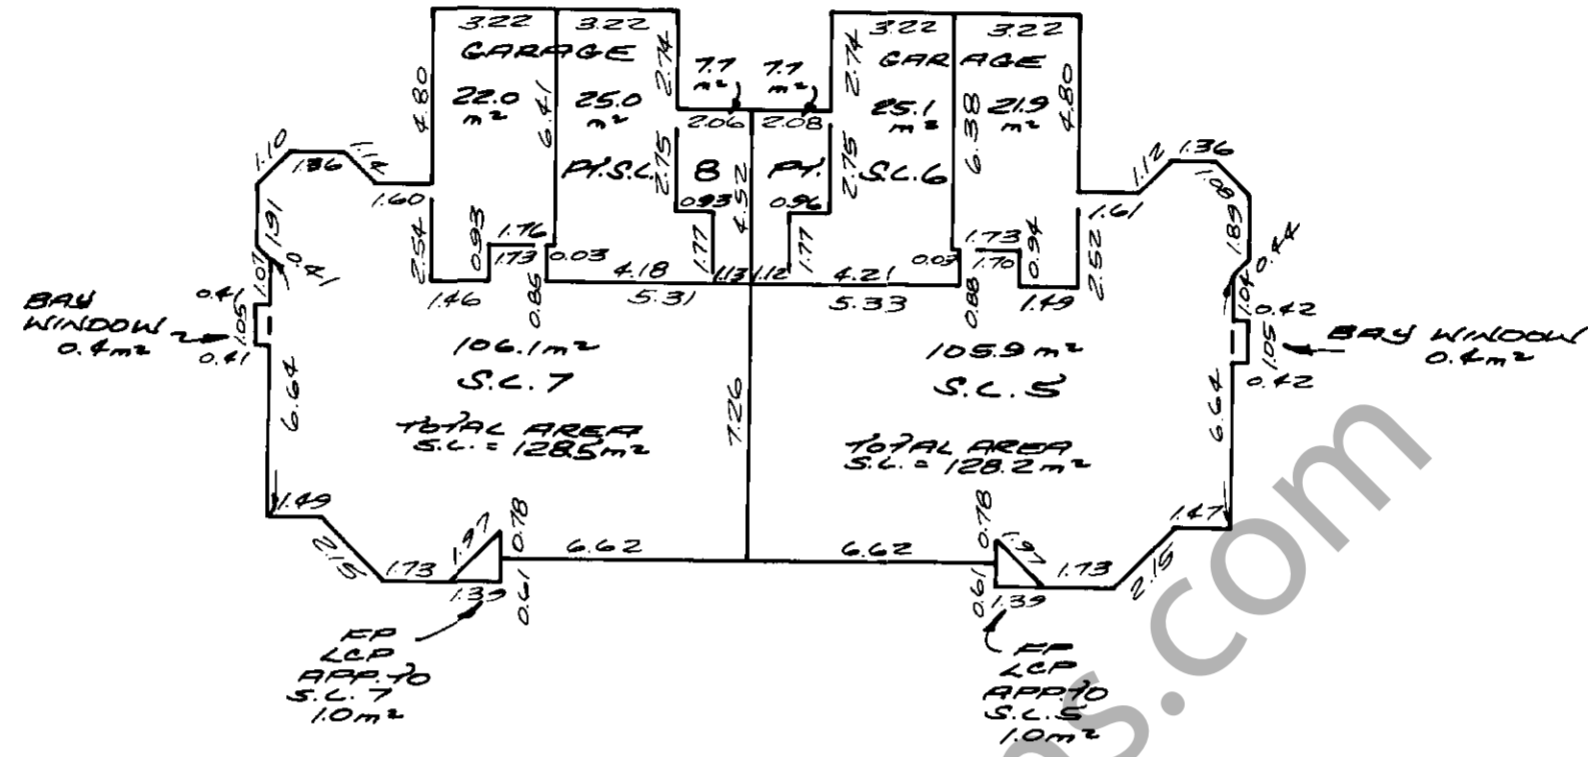 3.22 3.22 3.22 3.22
GARAGE GARAGE
4.80 2.74 7.7 m² 7.7 m² 2.74 4.80
22.0 m² 6.41 25.0 m² 25.1 m² 6.38 21.9 m²
2.06 2.08
PT. S.L. 8 PT. S.L. 6
2.75 4.52 2.75
1.10 1.36 1.12 1.60
1.61 1.12 1.36 1.08
0.93 0.96
1.91 2.54 0.93 1.76 1.73 0.03 1.77 1.77 0.03 1.73 1.70 0.94 2.52 1.89 0.44
0.41 1.07
1.46 0.85 4.18 1.13 1.12 4.21 0.88 1.49 1.04
5.31 5.33
BAY WINDOW
0.4m²
0.41 1.05 0.41
106.1m²
S.L. 7
105.9 m²
S.L. 5
0.42 1.05 0.42
BAY WINDOW
0.4m²
6.64 7.26 6.64
TOTAL AREA
S.L. = 128.5m²
TOTAL AREA
S.L. = 128.2m²
1.49 2.15 1.73 1.97 0.78 6.62 6.62 0.78 1.97 1.73 2.15 1.47
1.39 0.61 0.61 1.39
FP
LCP
APP. TO
S.L. 7
1.0m²
FP
LCP
APP. TO
S.L. 5
1.0m²
s.com